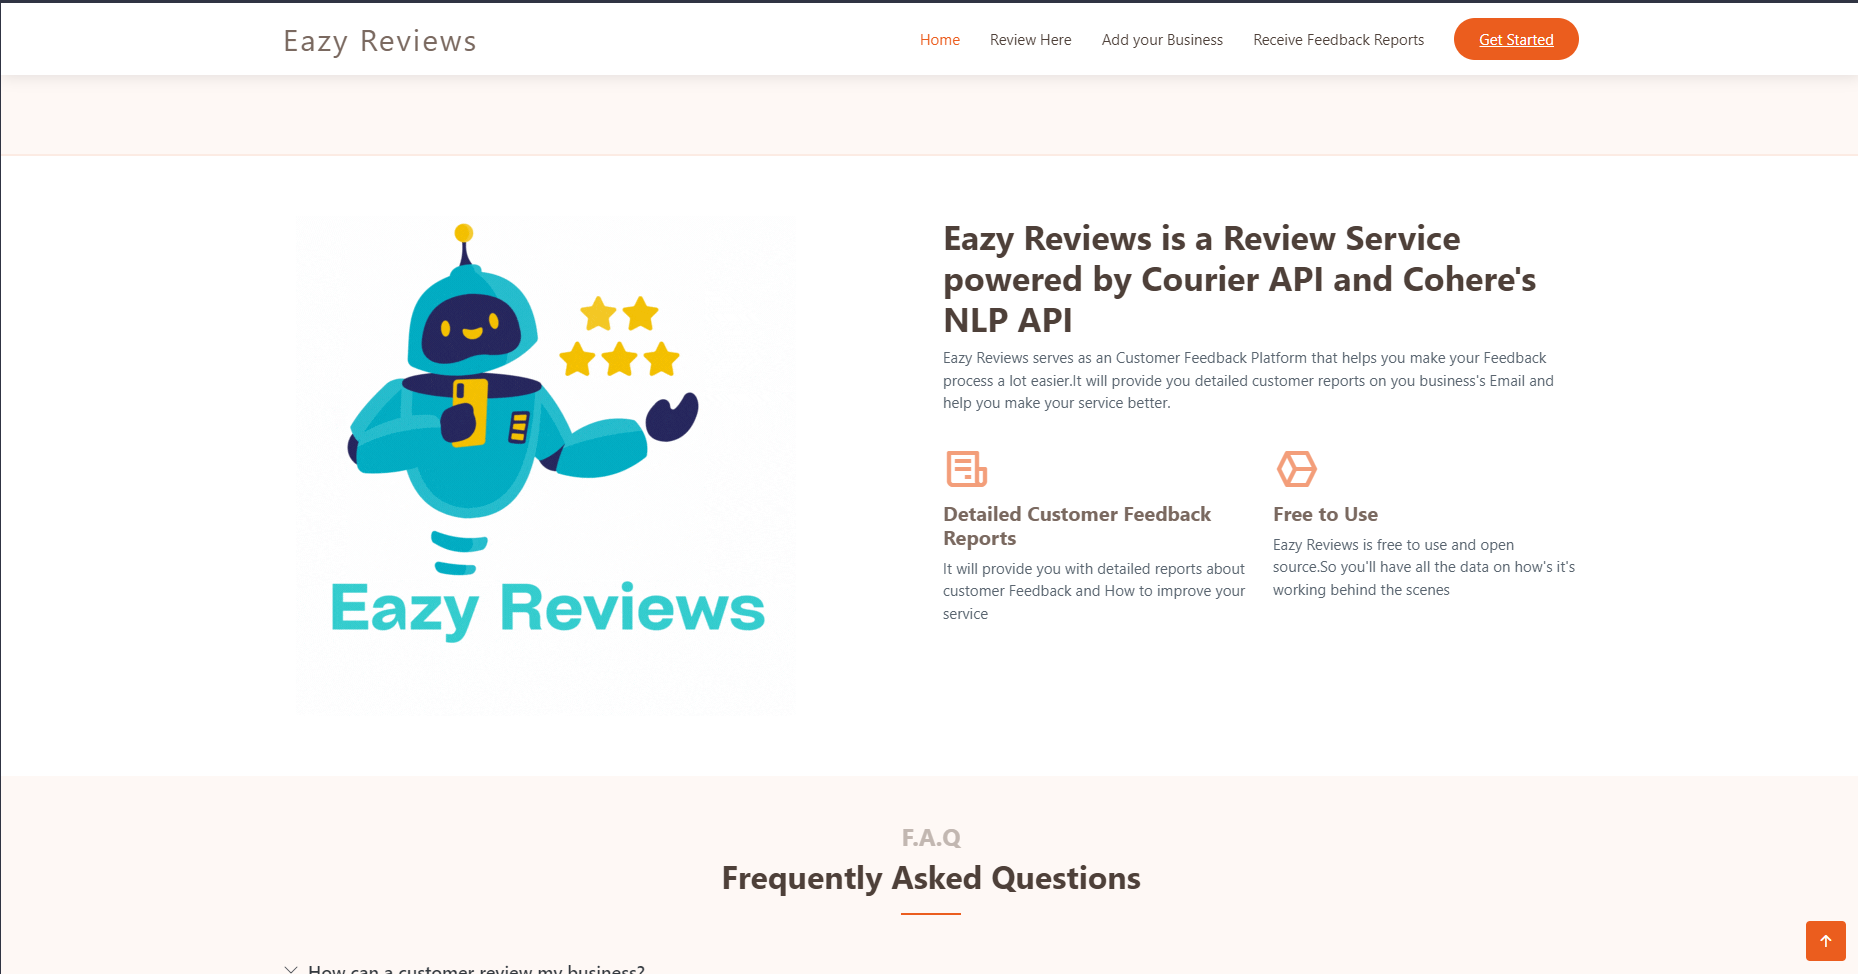 Eazy Reviews
Home
Review Here
Add your Business
Receive Feedback Reports
Get Started
Eazy Reviews
Eazy Reviews is a Review Service
powered by Courier API and Cohere's
NLP API
Eazy Reviews serves as an Customer Feedback Platform that helps you make your Feedback
process a lot easier.It will provide you detailed customer reports on you business's Email and
help you make your service better.
Detailed Customer Feedback
Reports
It will provide you with detailed reports about
customer Feedback and How to improve your
service
Free to Use
Eazy Reviews is free to use and open
source.So you'll have all the data on how's it's
working behind the scenes
F.A.Q
Frequently Asked Questions
How can a customer review my business?